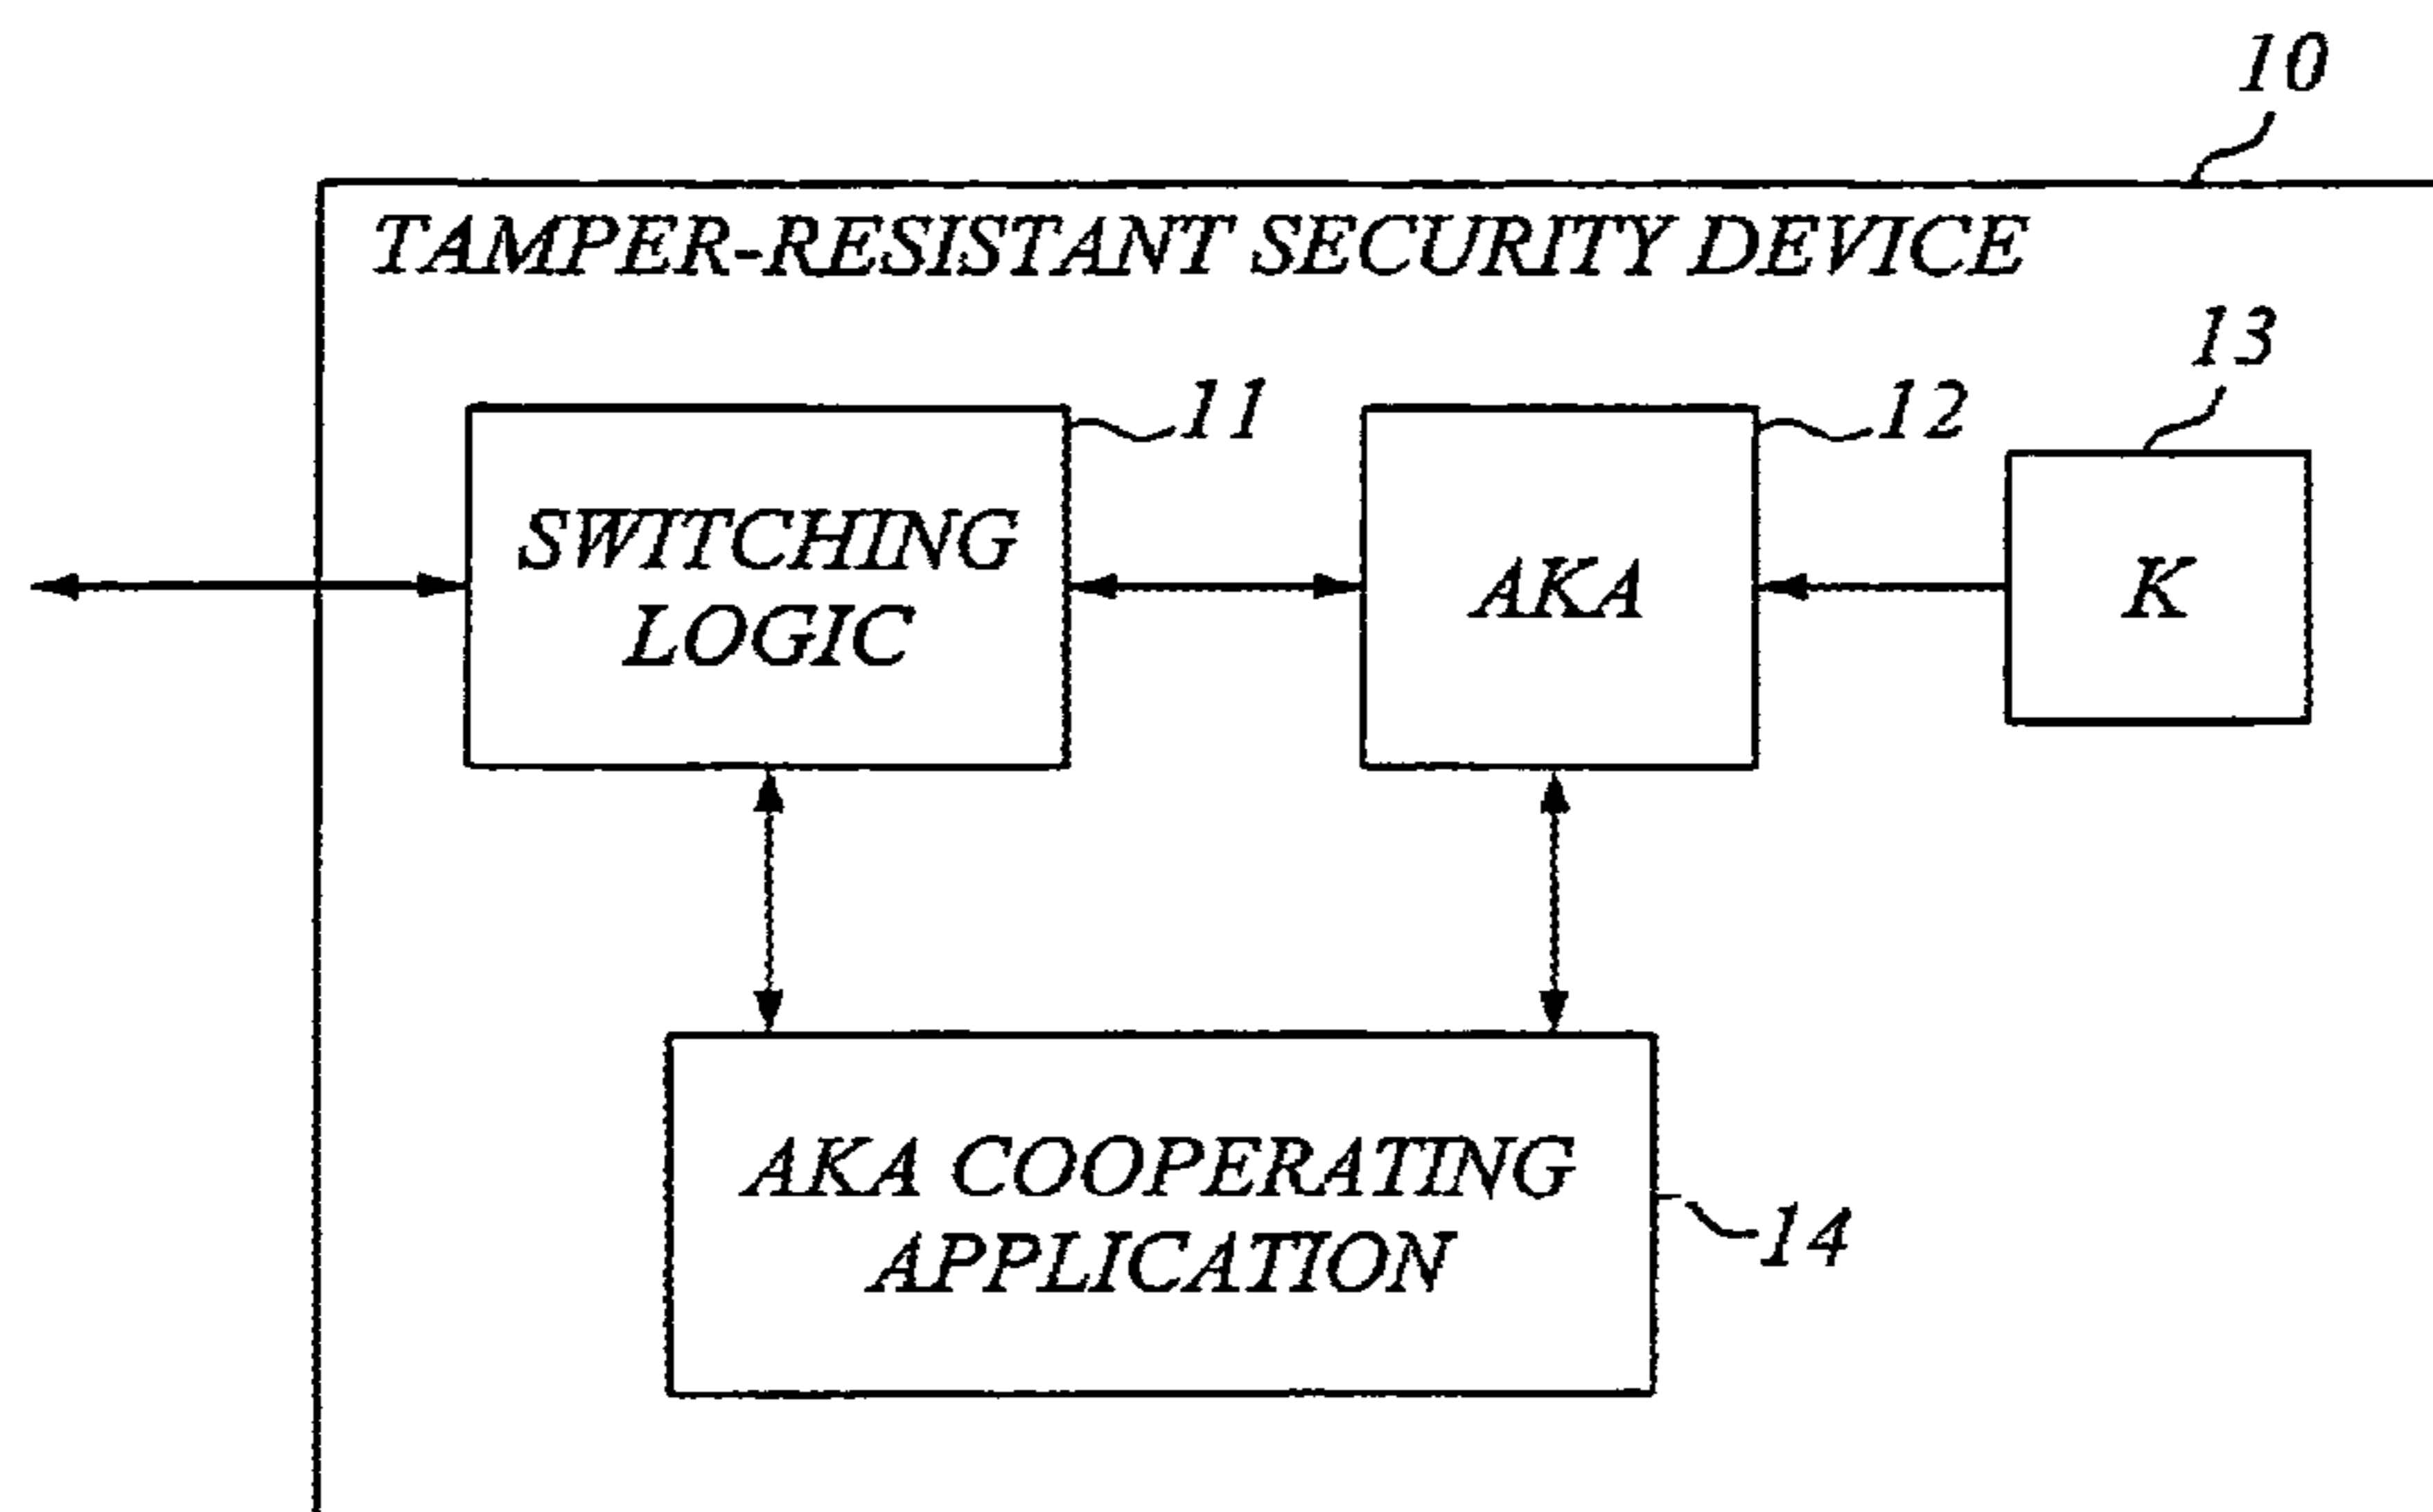 10
TAMPER-RESISTANT SECURITY DEVICE
13
11
12
SWITCHING
LOGIC
AKA
K
AKA COOPERATING
APPLICATION
14